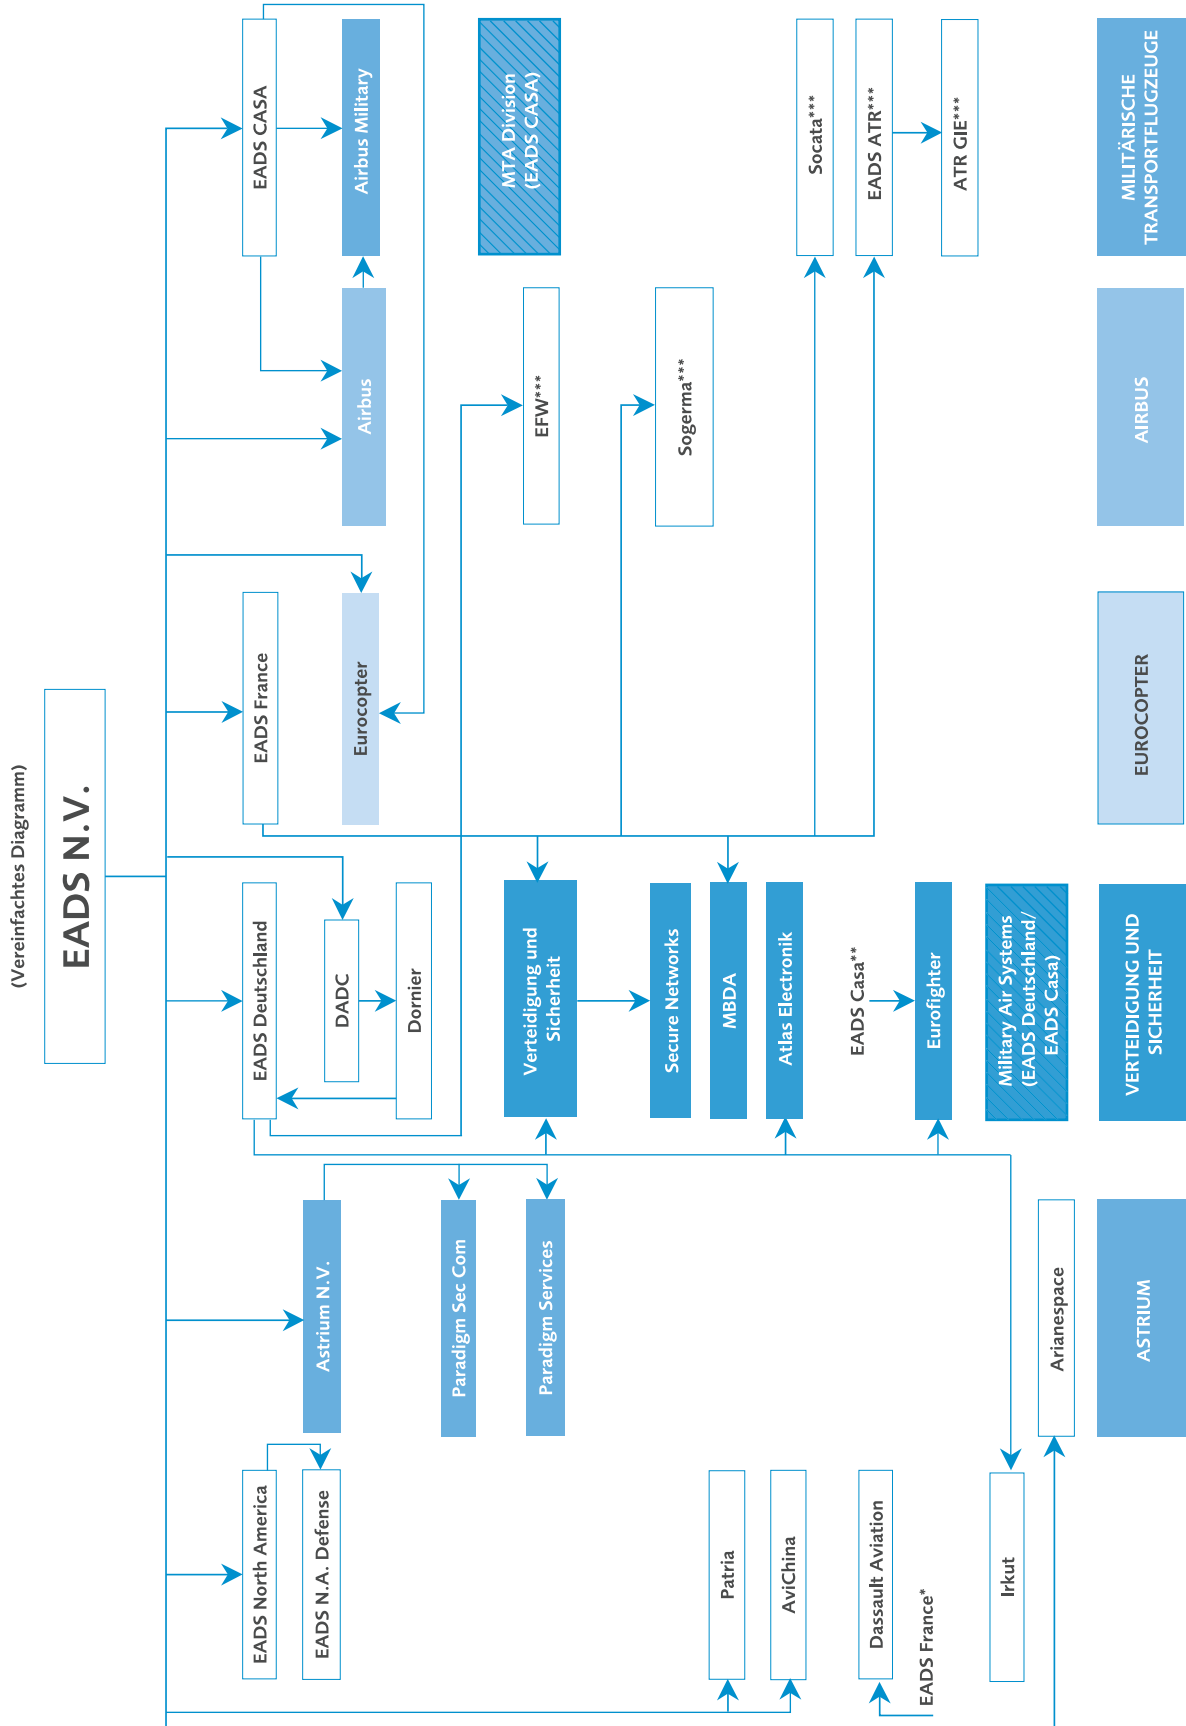 (Vereinfachtes Diagramm)
EADS N.V.
EADS North America
EADS N.A. Defense
Patria
AviChina
Dassault Aviation
EADS France*
Irkut
Astrium N.V.
Paradigm Sec Com
Paradigm Services
Arianespace
ASTRIUM
EADS Deutschland
DADC
Dornier
Verteidigung und
Sicherheit
Secure Networks
MBDA
Atlas Electronik
EADS Casa**
Eurofighter
Military Air Systems
(EADS Deutschland/
EADS Casa)
VERTEIDIGUNG UND
SICHERHEIT
EADS France
Eurocopter
EUROCOPTER
Airbus
EFW***
Sogerma***
AIRBUS
EADS CASA
Airbus Military
MTA Division
(EADS CASA)
Socata***
EADS ATR***
ATR GIE***
MILITÄRISCHE
TRANSPORTFLUGZEUGE